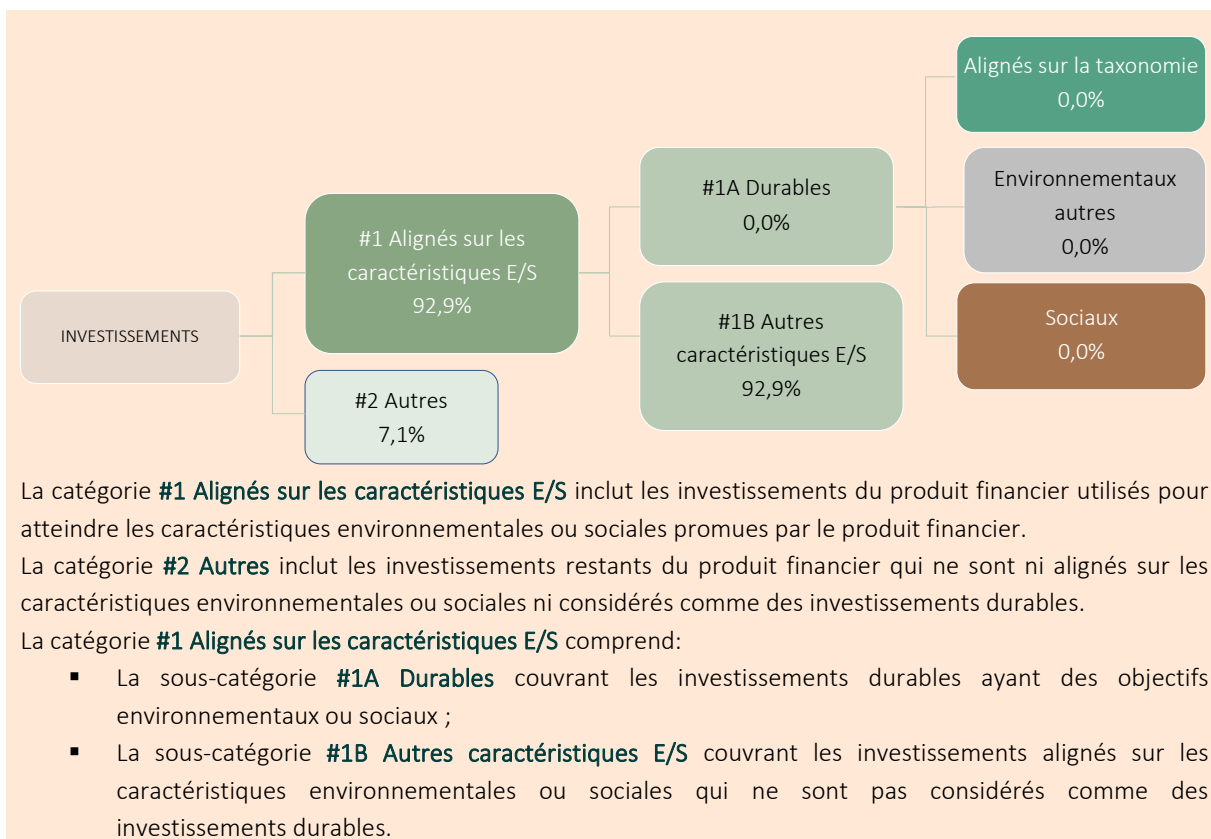 Alignés sur la taxonomie
0,0%
#1A Durables
0,0%
Environnementaux
autres
0,0%
#1 Alignés sur les
caractéristiques E/S
92,9%
INVESTISSEMENTS
#1B Autres
caractéristiques E/S
92,9%
Sociaux
0,0%
#2 Autres
7,1%
La catégorie #1 Alignés sur les caractéristiques E/S inclut les investissements du produit financier utilisés pour
atteindre les caractéristiques environnementales ou sociales promues par le produit financier.
La catégorie #2 Autres inclut les investissements restants du produit financier qui ne sont ni alignés sur les
caractéristiques environnementales ou sociales ni considérés comme des investissements durables.
La catégorie #1 Alignés sur les caractéristiques E/S comprend:
▪ La sous-catégorie #1A Durables couvrant les investissements durables ayant des objectifs
environnementaux ou sociaux ;
▪ La sous-catégorie #1B Autres caractéristiques E/S couvrant les investissements alignés sur les
caractéristiques environnementales ou sociales qui ne sont pas considérés comme des
investissements durables.